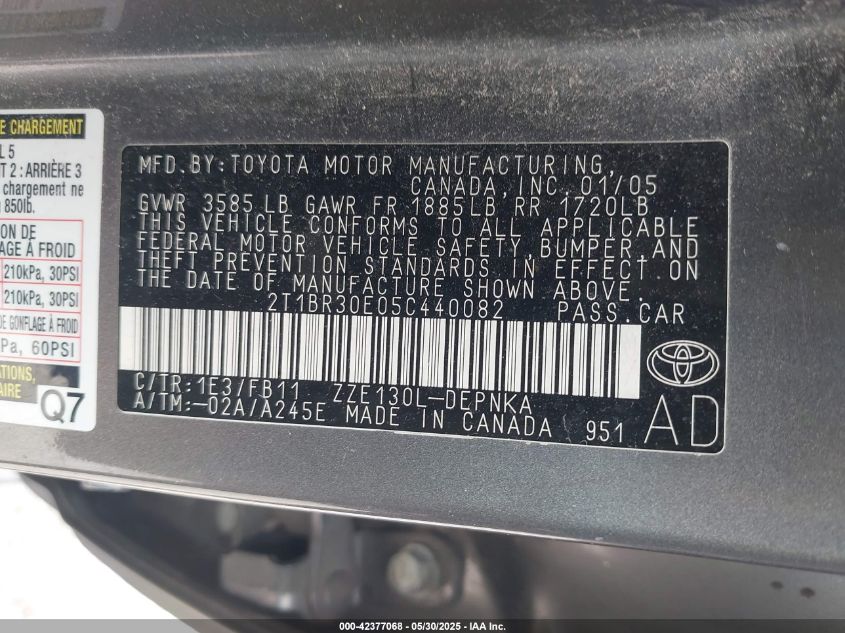 E CHARGEMENT
L 5
T 2 : ARRIÈRE 3
chargement ne
850lb.
ION DE
LAGE À FROID
210kPa, 30PSI
210kPa, 30PSI
DE GONFLAGE À FROID
Pa, 60PSI
ATIONS,
AIRE
Q7
MFD. BY: TOYOTA MOTOR MANUFACTURING,
CANADA, INC. 01/05
GVWR 3585 LB GAWR FR 1885LB, RR 1720LB
THIS VEHICLE CONFORMS TO ALL APPLICABLE
FEDERAL MOTOR VEHICLE SAFETY, BUMPER, AND
THEFT PREVENTION STANDARDS IN EFFECT ON
THE DATE OF MANUFACTURE SHOWN ABOVE.
2T1BR30E05C440082 PASS. CAR
C/TR: 1E3/FB11 ZZE130L-DEPNKA
A/TM:-02A/A245E MADE IN CANADA 951
AD
000-42377068 - 05/30/2025 - IAA Inc.